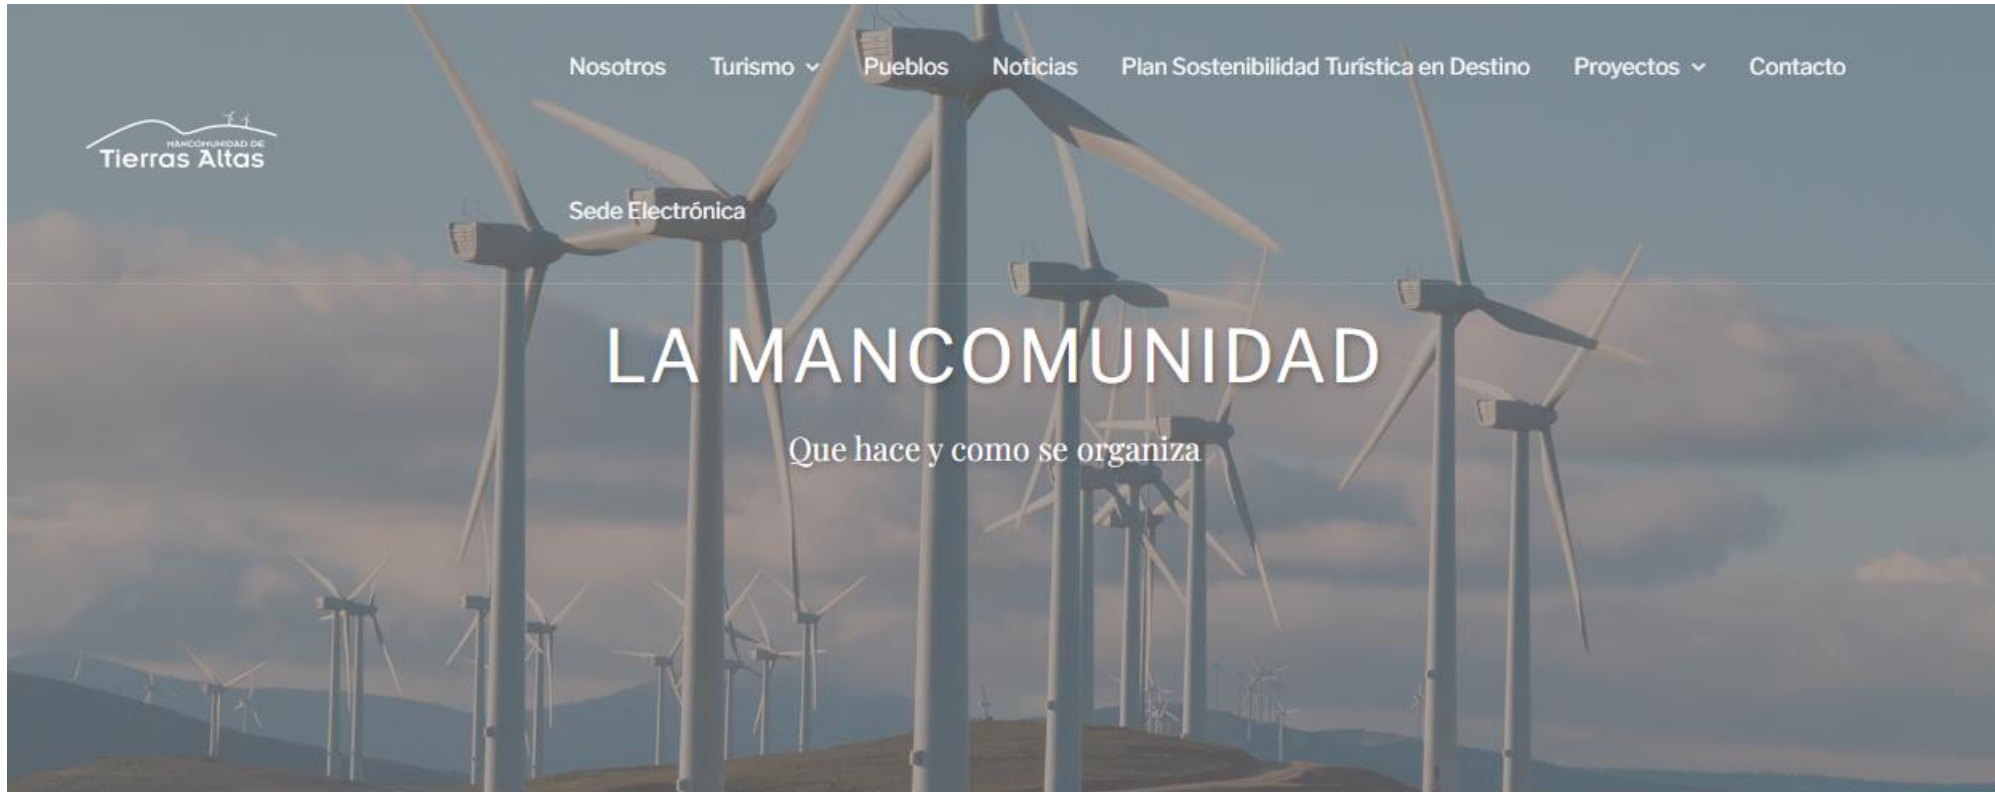 Nosotros Turismo Pueblos Noticias Plan Sostenibilidad Turística en Destino Proyectos Contacto
MANCOMUNIDAD DE
Tierras Altas
Sede Electrónica
LA MANCOMUNIDAD
Que hace y como se organiza